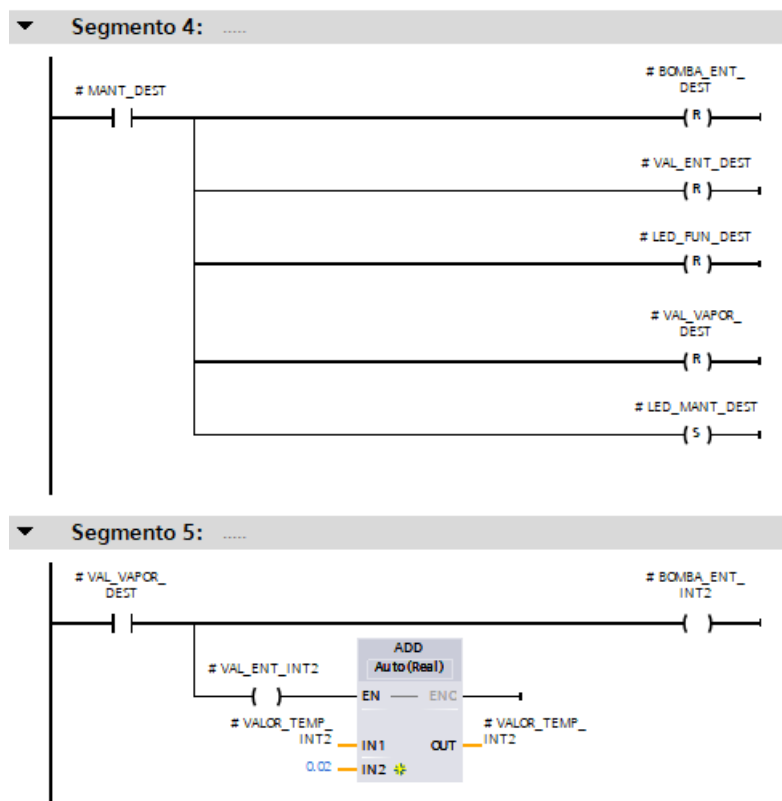 Segmento 4: .....
# MANT_DEST
# BOMBA_ENT_
DEST
R
# VAL_ENT_DEST
R
# LED_FUN_DEST
R
# VAL_VAPOR_
DEST
R
# LED_MANT_DEST
S
Segmento 5: .....
# VAL_VAPOR_
DEST
# BOMBA_ENT_
INT2
ADD
Auto (Real)
# VAL_ENT_INT2
EN
ENC
# VALOR_TEMP_
INT2
IN1
OUT
# VALOR_TEMP_
INT2
0.02
IN2